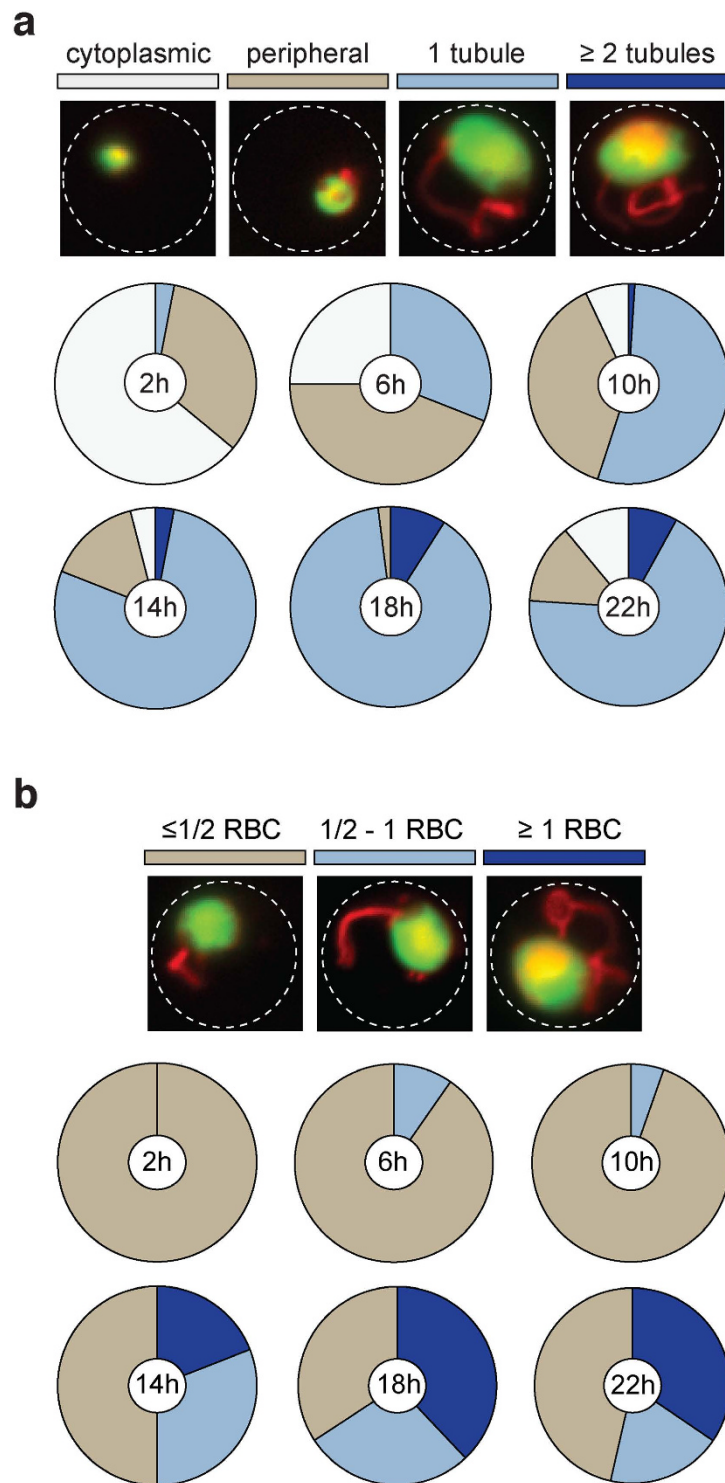 a
cytoplasmic peripheral 1 tubule ≥ 2 tubules
2h 6h 10h
14h 18h 22h
b
≤1/2 RBC 1/2 - 1 RBC ≥ 1 RBC
2h 6h 10h
14h 18h 22h